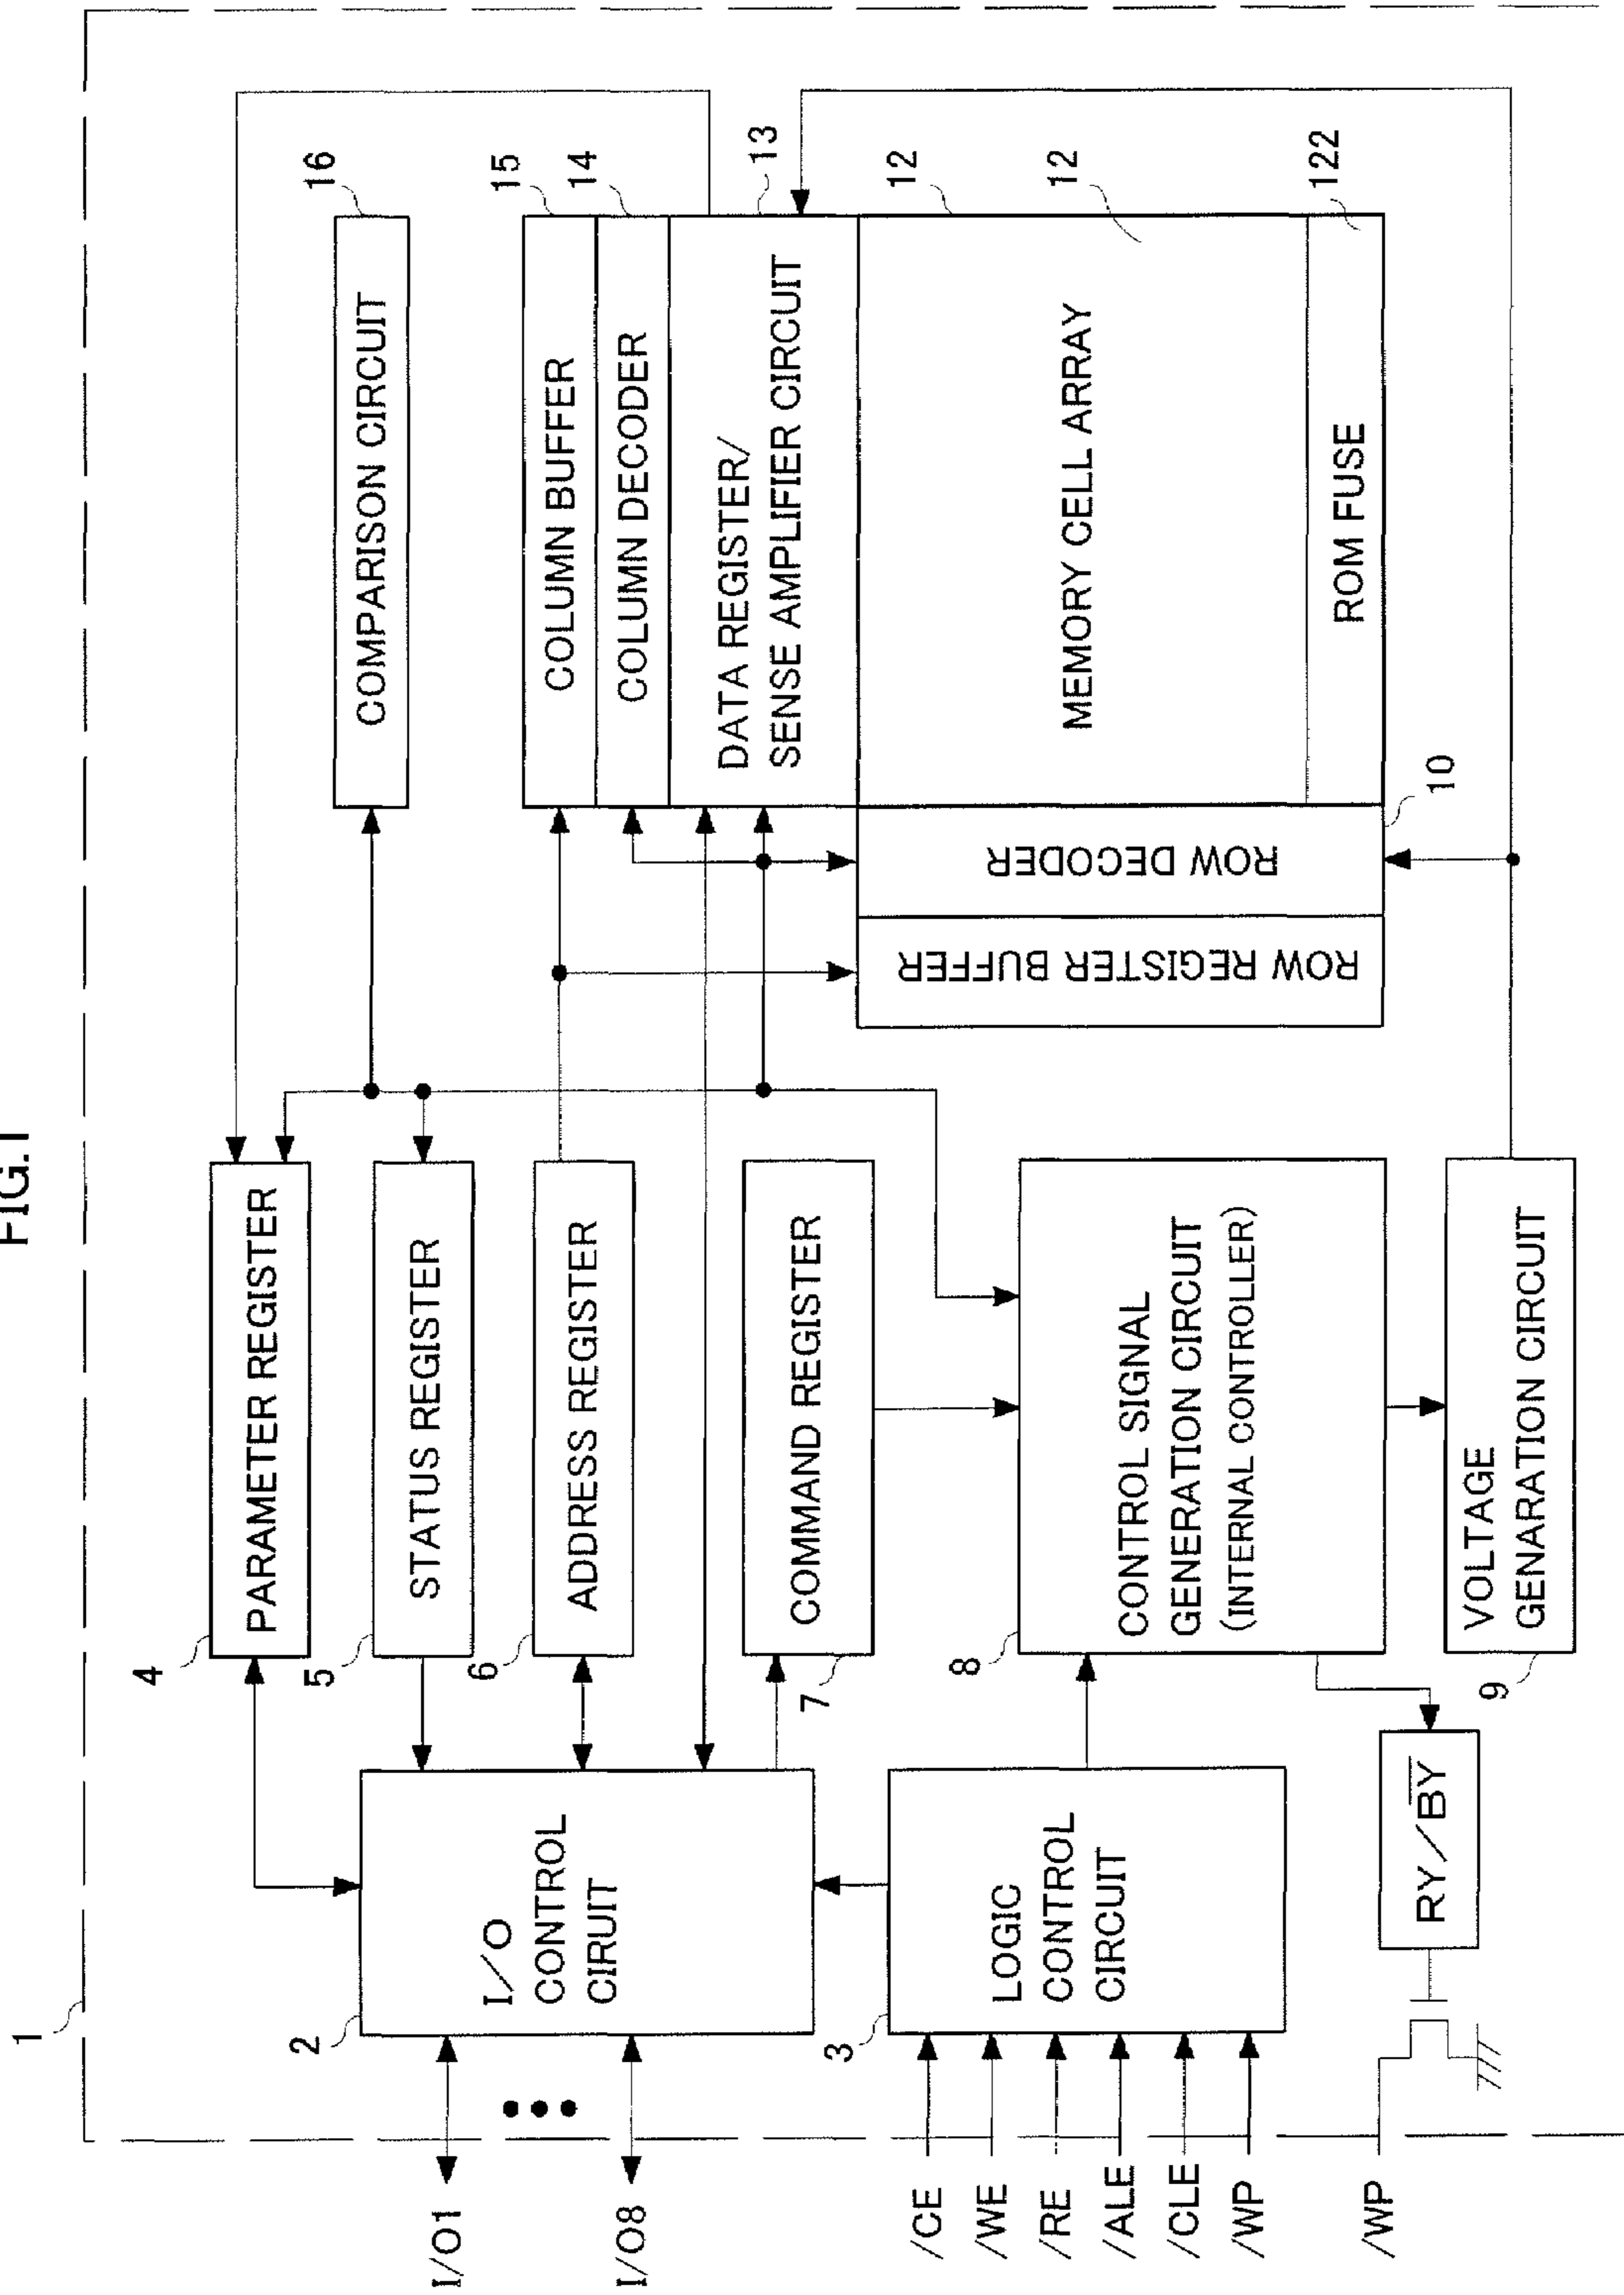 FIG.1
1
I/O1
I/O8
/CE
/WE
/RE
/ALE
/CLE
/WP
/WP
2
I/O
CONTROL
CIRUIT
3
LOGIC
CONTROL
CIRCUIT
RY/BY
4
PARAMETER REGISTER
5
STATUS REGISTER
6
ADDRESS REGISTER
7
COMMAND REGISTER
8
CONTROL SIGNAL
GENERATION CIRCUIT
(INTERNAL CONTROLLER)
9
VOLTAGE
GENARATION CIRCUIT
16
COMPARISON CIRCUIT
15
COLUMN BUFFER
14
COLUMN DECODER
13
DATA REGISTER/
SENSE AMPLIFIER CIRCUIT
12
12
MEMORY CELL ARRAY
122
ROM FUSE
10
ROW DECODER
ROW REGISTER BUFFER